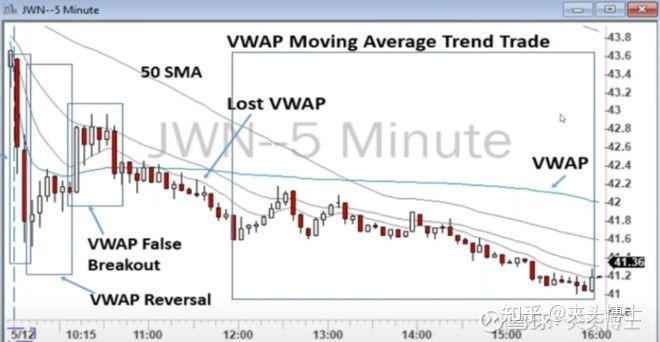 JWN--5 Minute
VWAP Moving Average Trend Trade
50 SMA
Lost VWAP
JWN--5 Minute
VWAP
VWAP False
Breakout
VWAP Reversal
43.8
43.6
43.4
43.2
43
42.8
42.6
42.4
42.2
42
41.8
41.6
41.36
41.2
41
5/12
10:15
11:00
12:00
13:00
14:00
15:00
16:00
知乎 @夹头博士